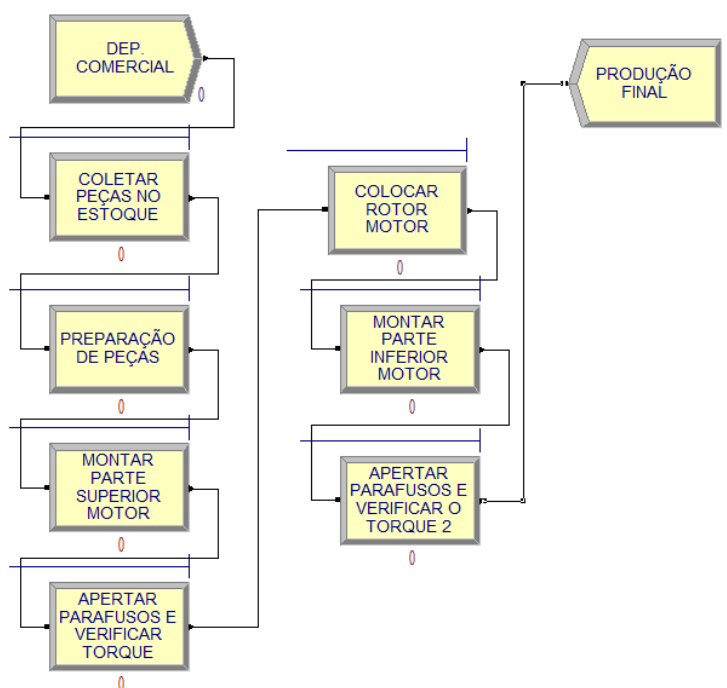 DEP.
COMERCIAL
0
COLETAR
PEÇAS NO
ESTOQUE
0
PREPARAÇÃO
DE PEÇAS
0
MONTAR
PARTE
SUPERIOR
MOTOR
0
APERTAR
PARAFUSOS E
VERIFICAR
TORQUE
0
COLOCAR
ROTOR
MOTOR
0
MONTAR
PARTE
INFERIOR
MOTOR
0
APERTAR
PARAFUSOS E
VERIFICAR O
TORQUE 2
0
PRODUÇÃO
FINAL